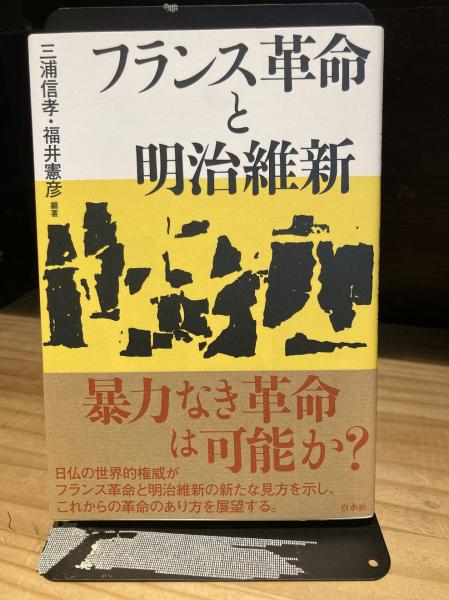 フランス革命
と
明治維新
三浦信孝・福井憲彦 編著
暴力なき革命
は可能か?
日仏の世界的権威が
フランス革命と明治維新の新たな見方を示し、
これからの革命のあり方を展望する。
白水社